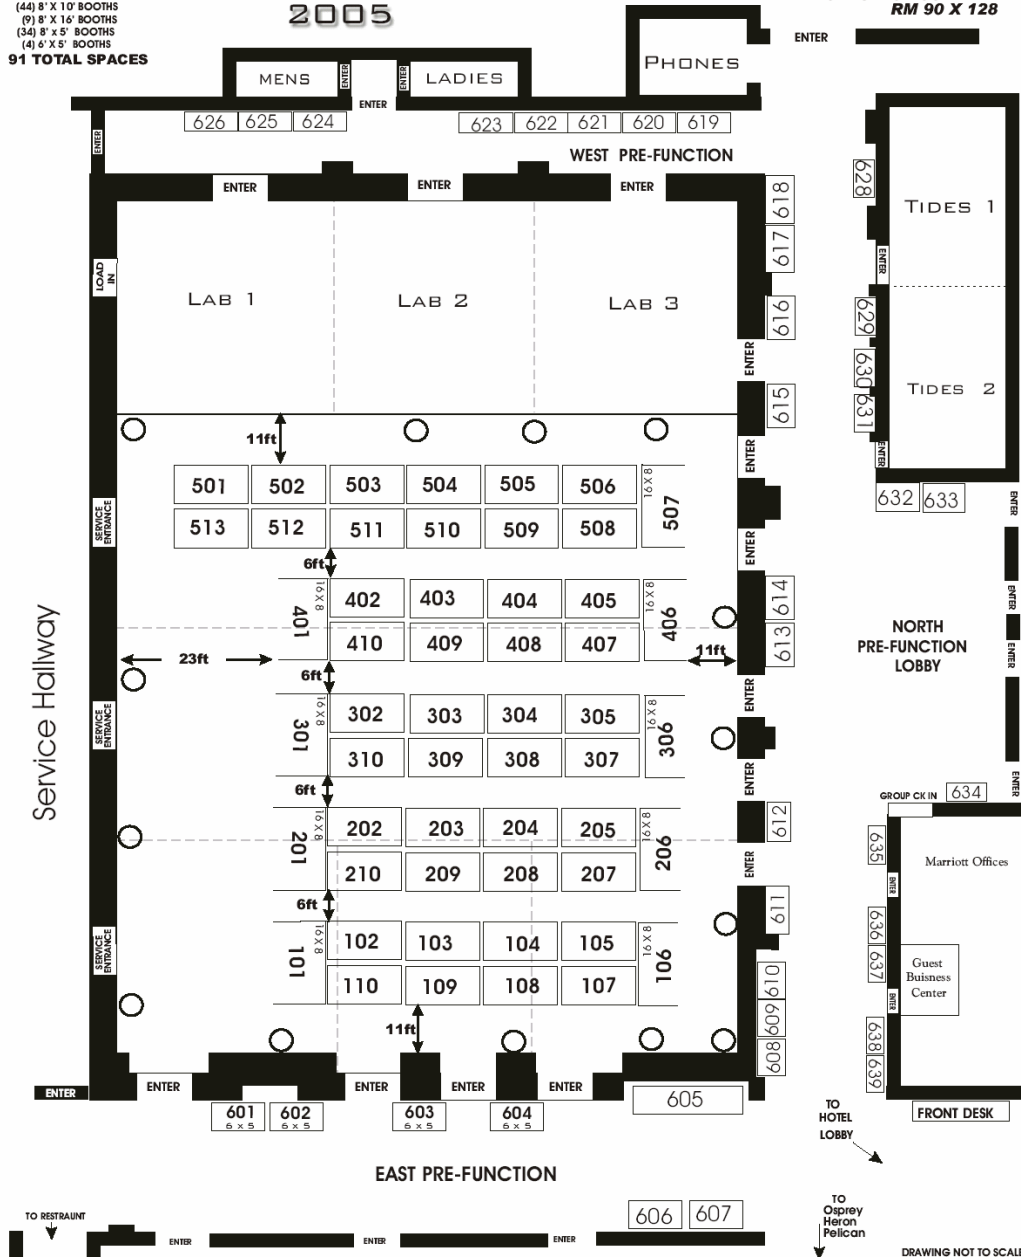 (44) 8' X 10' BOOTHS
(9) 8' X 16' BOOTHS
(34) 8' x 5' BOOTHS
(4) 6' X 5' BOOTHS
91 TOTAL SPACES
2005
RM 90 X 128
ENTER
MENS
ENTER
ENTER
LADIES
PHONES
ENTER
626 625 624
623 622 621 620 619
ENTER
WEST PRE-FUNCTION
ENTER
ENTER
ENTER
618
617
616
615
628
TIDES 1
ENTER
LOAD IN
LAB 1
LAB 2
LAB 3
ENTER
629
630
631
TIDES 2
ENTER
11ft
ENTER
501 502 503 504 505 506
16 X 8
507
513 512 511 510 509 508
632 633
ENTER
SERVICE ENTRANCE
ENTER
6ft
16 X 8
401
402 403 404 405
16 X 8
406
410 409 408 407
614
613
ENTER
ENTER
NORTH
PRE-FUNCTION
LOBBY
23ft
11ft
6ft
Service Hallway
16 X 8
301
302 303 304 305
16 X 8
306
310 309 308 307
ENTER
SERVICE ENTRANCE
6ft
ENTER
ENTER
GROUP CK IN
634
16 X 8
201
202 203 204 205
16 X 8
206
210 209 208 207
612
ENTER
635
Marriott Offices
ENTER
6ft
611
16 X 8
101
102 103 104 105
16 X 8
106
110 109 108 107
SERVICE ENTRANCE
636
637
Guest
Buisness
Center
ENTER
610
609
608
638
639
11ft
ENTER
ENTER
ENTER
ENTER
ENTER
601
6 x 5
602
6 x 5
603
6 x 5
604
6 x 5
605
FRONT DESK
TO
HOTEL
LOBBY
EAST PRE-FUNCTION
606 607
TO
Osprey
Heron
Pelican
TO RESTRAUNT
ENTER
ENTER
ENTER
DRAWING NOT TO SCAL